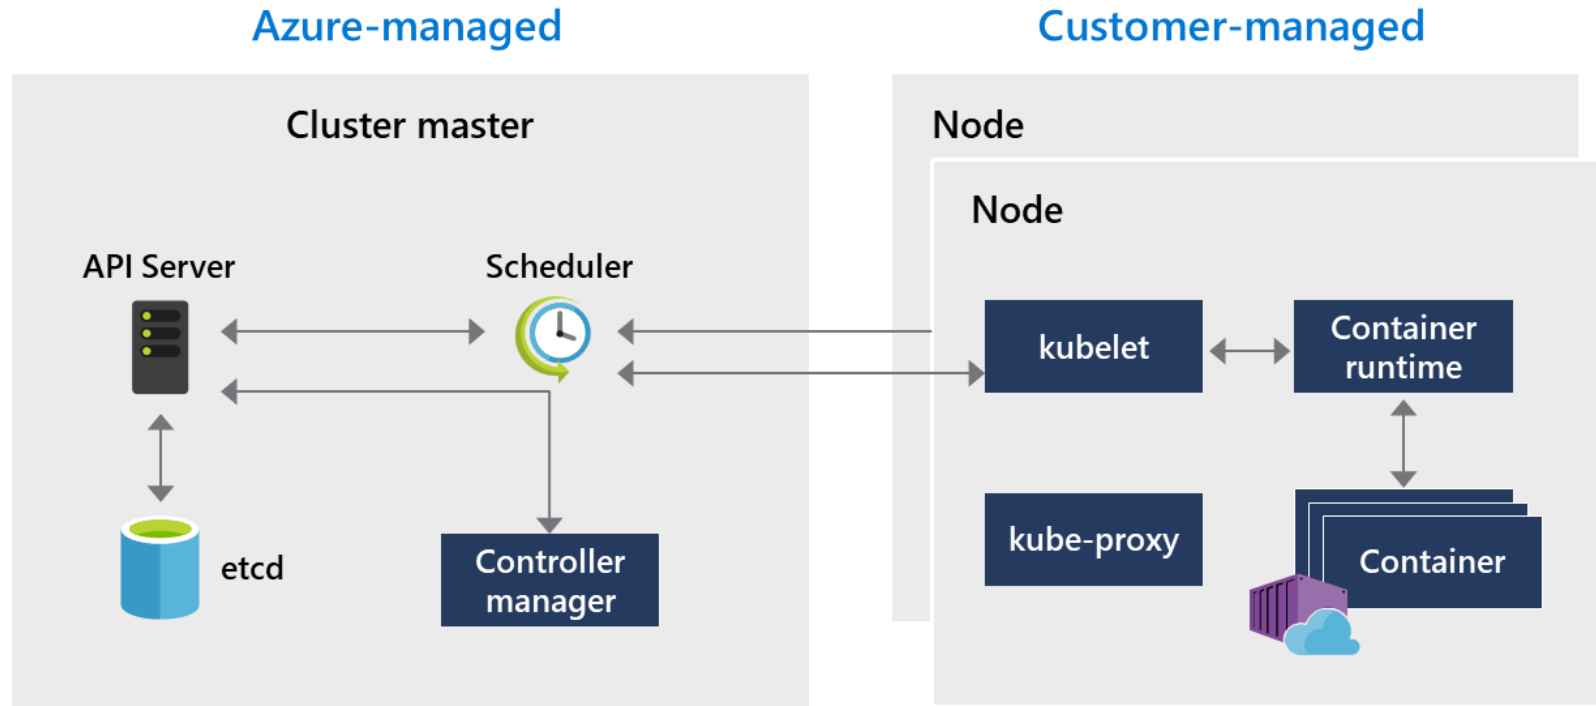 Azure-managed
Customer-managed
Cluster master
Node
Node
API Server
Scheduler
kubelet
Container
runtime
etcd
Controller
manager
kube-proxy
Container